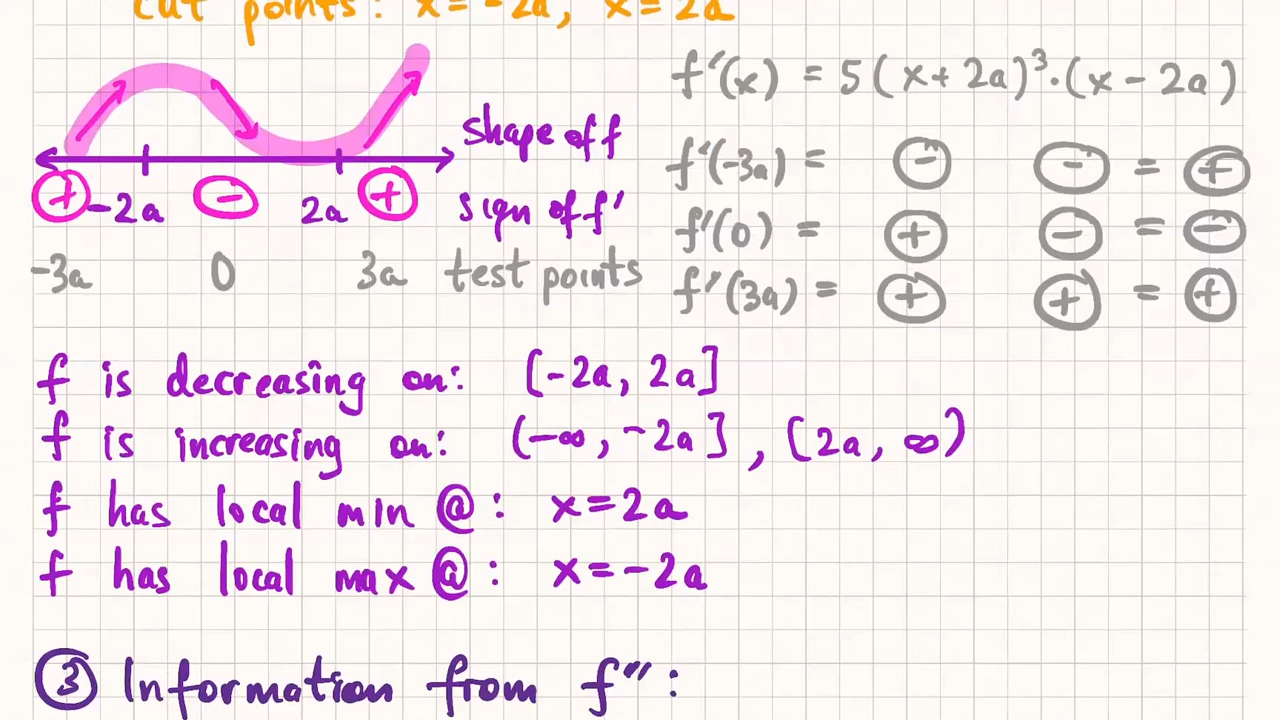 cut points: x=-2a, x=2a
f'(x) = 5(x+2a)³·(x-2a)
shape of f
f'(-3a) = - - = +
+ -2a - 2a + sign of f'
f'(0) = + - = -
-3a 0 3a test points
f'(3a) = + + = +
f is decreasing on: [-2a, 2a]
f is increasing on: (-∞, -2a], [2a, ∞)
f has local min @: x=2a
f has local max @: x=-2a
③ Information from f":